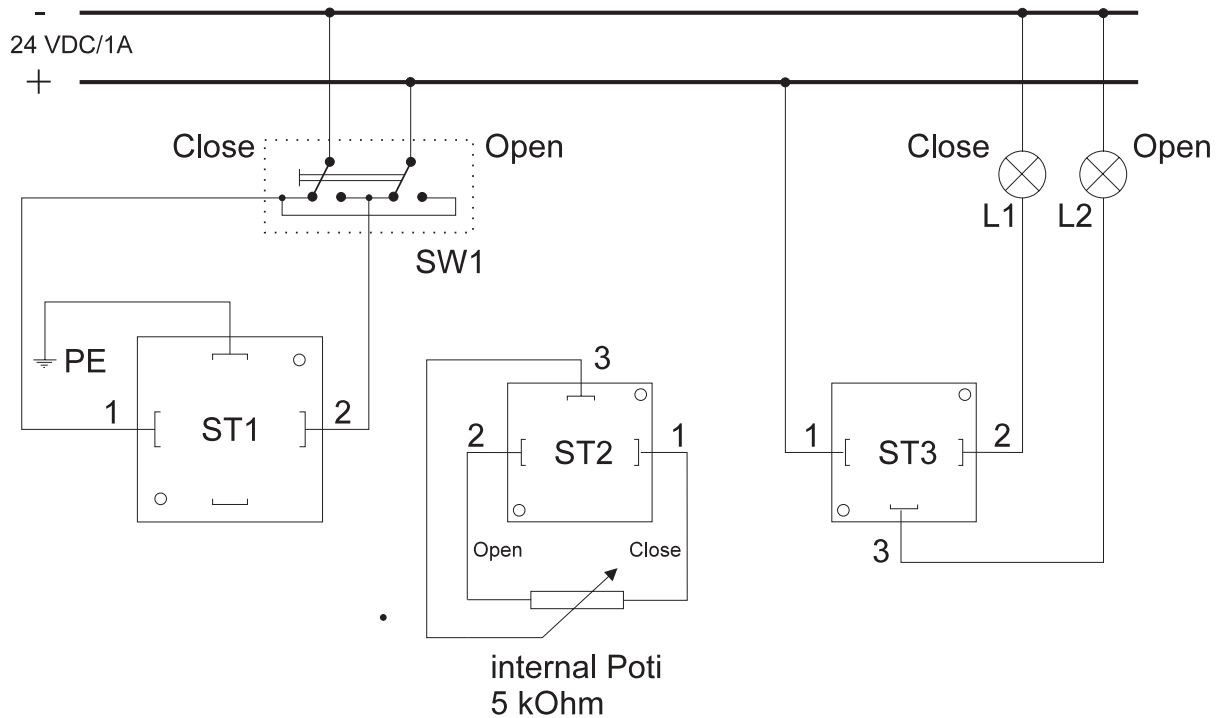 -
24 VDC/1A
+
Close
Open
SW1
Close
Open
L1
L2
PE
1
ST1
2
3
2
ST2
1
Open
Close
internal Poti
5 kOhm
1
ST3
2
3